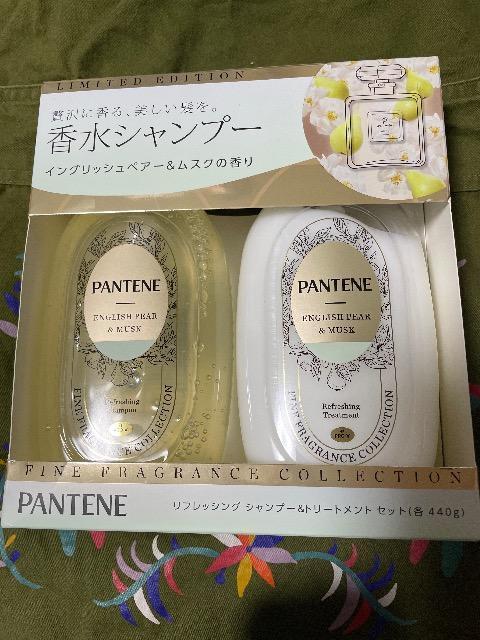 LIMITED EDITION
贅沢に香る、美しい髪を。
香水シャンプー
イングリッシュペアー&ムスクの香り
PANTENE
ENGLISH PEAR
& MUSK
Refreshing
Shampoo
FINE FRAGRANCE COLLECTION
PANTENE
ENGLISH PEAR
& MUSK
Refreshing
Treatment
PRO-V
FINE FRAGRANCE COLLECTION
FINE FRAGRANCE COLLECTION
PANTENE
リフレッシング シャンプー&トリートメント セット(各 440g)